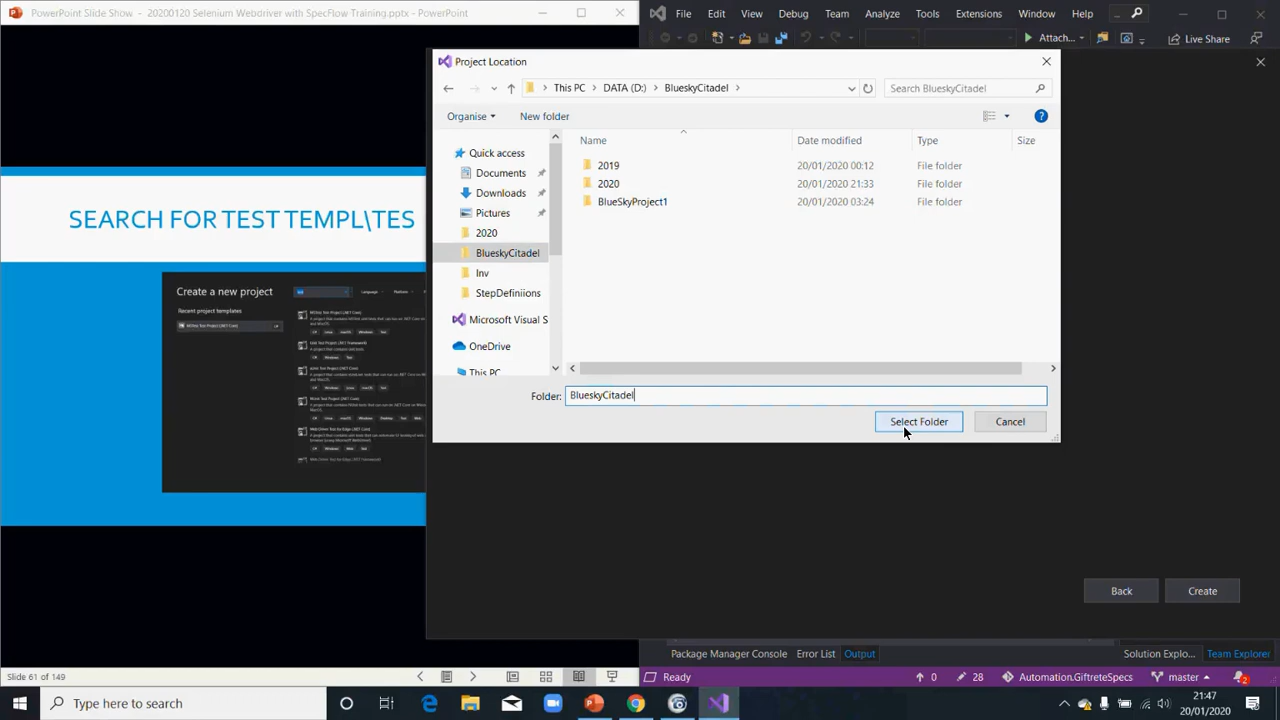 PowerPoint Slide Show - 20200120 Selenium Webdriver with SpecFlow Training.pptx - PowerPoint
File View Debug Team Analyze Tools Extensions Window Help
Attach...
Live Share
Project Location
This PC DATA (D:) BlueskyCitadel
Search BlueskyCitadel
Organise New folder
Name Date modified Type Size
Quick access
Documents
Downloads
Pictures
2020
BlueskyCitadel
Inv
StepDefiniions
Microsoft Visual S
OneDrive
This PC
2019 20/01/2020 00:12 File folder
2020 20/01/2020 21:33 File folder
BlueSkyProject1 20/01/2020 03:24 File folder
Folder: BlueskyCitadel
Select Folder Cancel
SEARCH FOR TEST TEMPL\TES
Create a new project
Recent project templates
Language
Platform
Back Create
Package Manager Console Error List Output
Solution Explo... Team Explorer
Slide 61 of 149
Ready
0 28 Automation.GiftreteSpecs master 2
Type here to search
21:47
20/01/2020